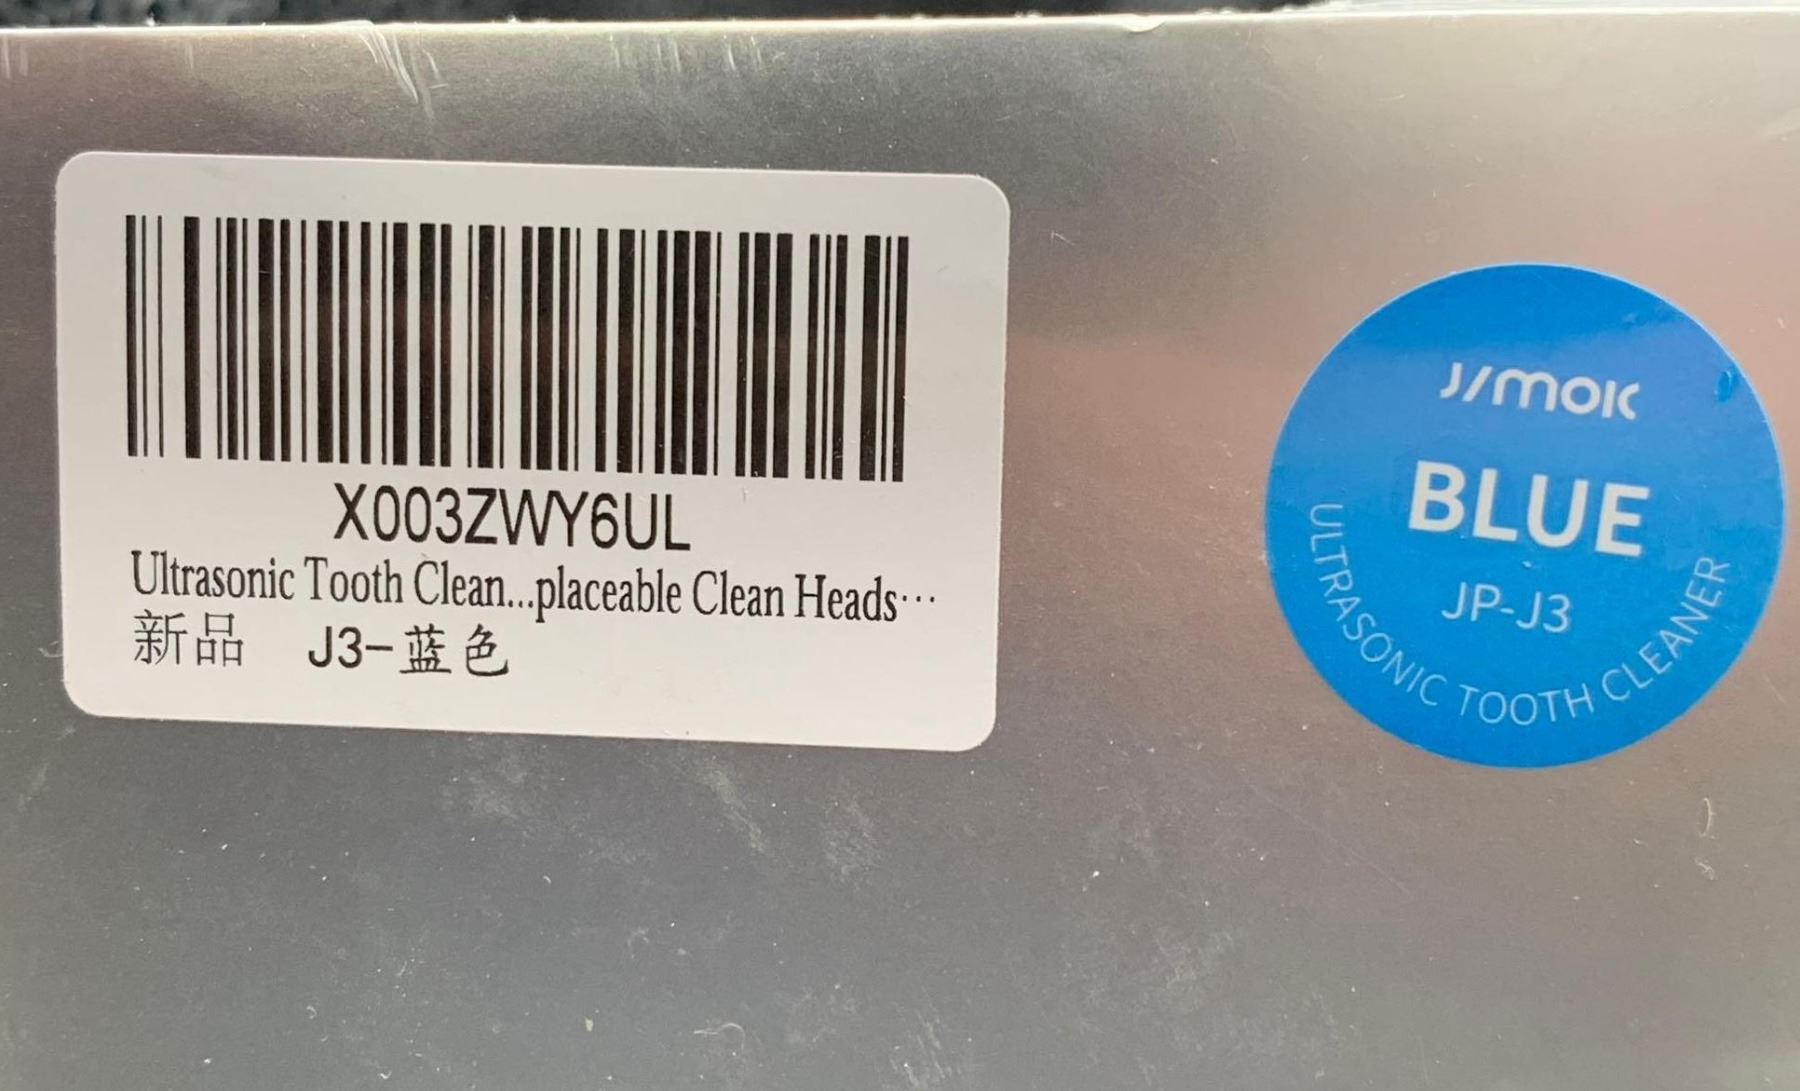 X003ZWY6UL
Ultrasonic Tooth Clean...placeable Clean Heads···
新品 J3-蓝色
J/MOIC
BLUE
JP-J3
ULTRASONIC TOOTH CLEANER